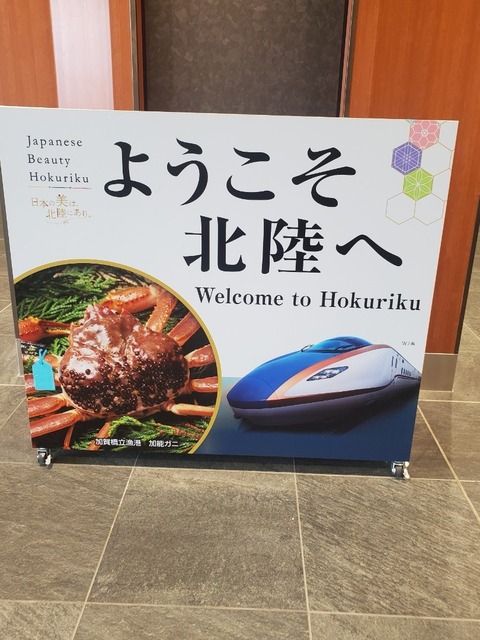 Japanese
Beauty
Hokuriku
日本の美は、
北陸にあり。
ようこそ
北陸へ
Welcome to Hokuriku
加賀橋立漁港　加能ガニ